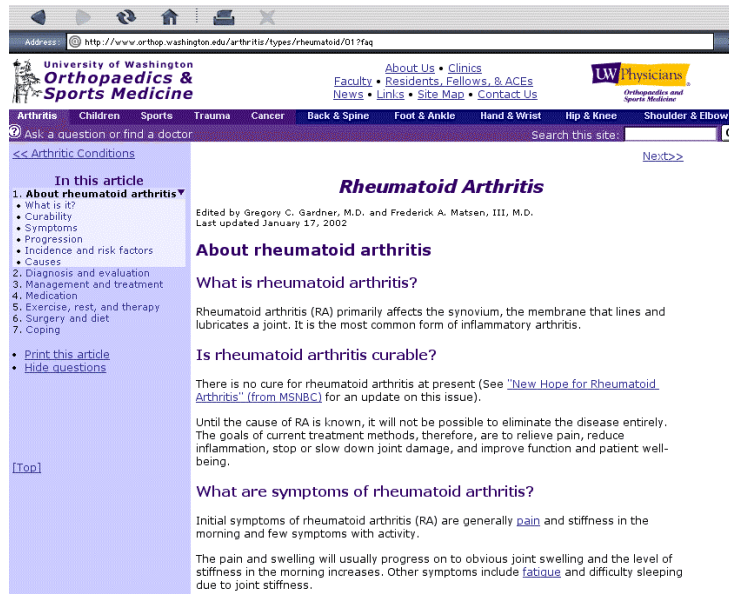 Address: @ http://www.orthop.washington.edu/arthritis/types/rheumatoid/01?faq
University of Washington
Orthopaedics &
Sports Medicine
About Us • Clinics
Faculty • Residents, Fellows, & ACEs
News • Links • Site Map • Contact Us
UW Physicians
Orthopaedics and
Sports Medicine
Arthritis Children Sports Trauma Cancer Back & Spine Foot & Ankle Hand & Wrist Hip & Knee Shoulder & Elbow
? Ask a question or find a doctor
Search this site:
<< Arthritic Conditions
Next>>
In this article
1. About rheumatoid arthritis
• What is it?
• Curability
• Symptoms
• Progression
• Incidence and risk factors
• Causes
2. Diagnosis and evaluation
3. Management and treatment
4. Medication
5. Exercise, rest, and therapy
6. Surgery and diet
7. Coping
• Print this article
• Hide questions
[Top]
Rheumatoid Arthritis
Edited by Gregory C. Gardner, M.D. and Frederick A. Matsen, III, M.D.
Last updated January 17, 2002
About rheumatoid arthritis
What is rheumatoid arthritis?
Rheumatoid arthritis (RA) primarily affects the synovium, the membrane that lines and
lubricates a joint. It is the most common form of inflammatory arthritis.
Is rheumatoid arthritis curable?
There is no cure for rheumatoid arthritis at present (See "New Hope for Rheumatoid
Arthritis" (from MSNBC) for an update on this issue).
Until the cause of RA is known, it will not be possible to eliminate the disease entirely.
The goals of current treatment methods, therefore, are to relieve pain, reduce
inflammation, stop or slow down joint damage, and improve function and patient well-
being.
What are symptoms of rheumatoid arthritis?
Initial symptoms of rheumatoid arthritis (RA) are generally pain and stiffness in the
morning and few symptoms with activity.
The pain and swelling will usually progress on to obvious joint swelling and the level of
stiffness in the morning increases. Other symptoms include fatigue and difficulty sleeping
due to joint stiffness.